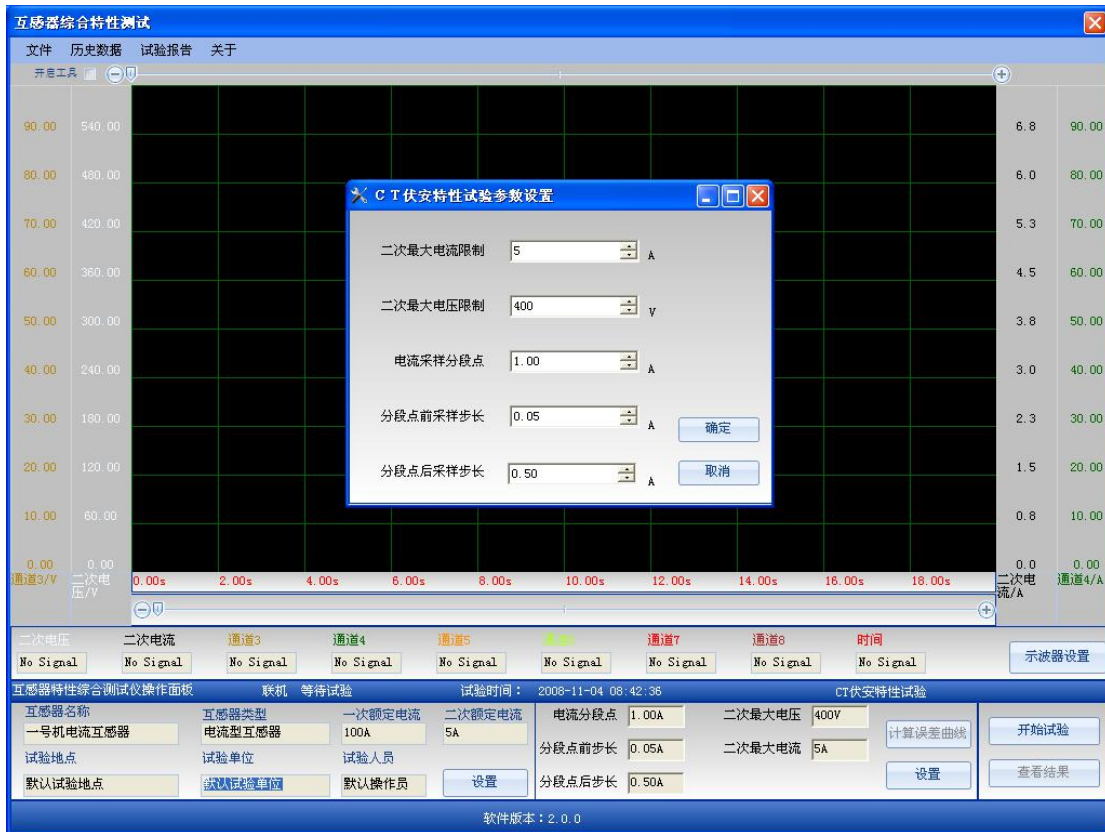 互感器综合特性测试
文件 历史数据 试验报告 关于
开启工具
90.00 540.00 6.8 90.00
80.00 480.00 6.0 80.00
CT伏安特性试验参数设置
70.00 420.00 5.3 70.00
二次最大电流限制 5 A
60.00 360.00 4.5 60.00
二次最大电压限制 400 V
50.00 300.00 3.8 50.00
电流采样分段点 1.00 A
40.00 240.00 3.0 40.00
分段点前采样步长 0.05 A
30.00 180.00 2.3 30.00
确定
分段点后采样步长 0.50 A
取消
20.00 120.00 1.5 20.00
10.00 60.00 0.8 10.00
0.00 0.00 0.0 0.00
通道3/V 二次电压/V 0.00s 2.00s 4.00s 6.00s 8.00s 10.00s 12.00s 14.00s 16.00s 18.00s 二次电流/A 通道4/A
二次电压 二次电流 通道3 通道4 通道5 通道7 通道8 时间
No Signal No Signal No Signal No Signal No Signal No Signal No Signal No Signal No Signal
示波器设置
互感器特性综合测试仪操作面板 联机 等待试验 试验时间： 2008-11-04 08:42:36 CT伏安特性试验
互感器名称 互感器类型 一次额定电流 二次额定电流
一号机电流互感器 电流型互感器 100A 5A
试验地点 试验单位 试验人员
默认试验地点 默认试验单位 默认操作员 设置
电流分段点 1.00A 二次最大电压 400V
计算误差曲线
分段点前步长 0.05A 二次最大电流 5A
分段点后步长 0.50A 设置
开始试验
查看结果
软件版本：2.0.0